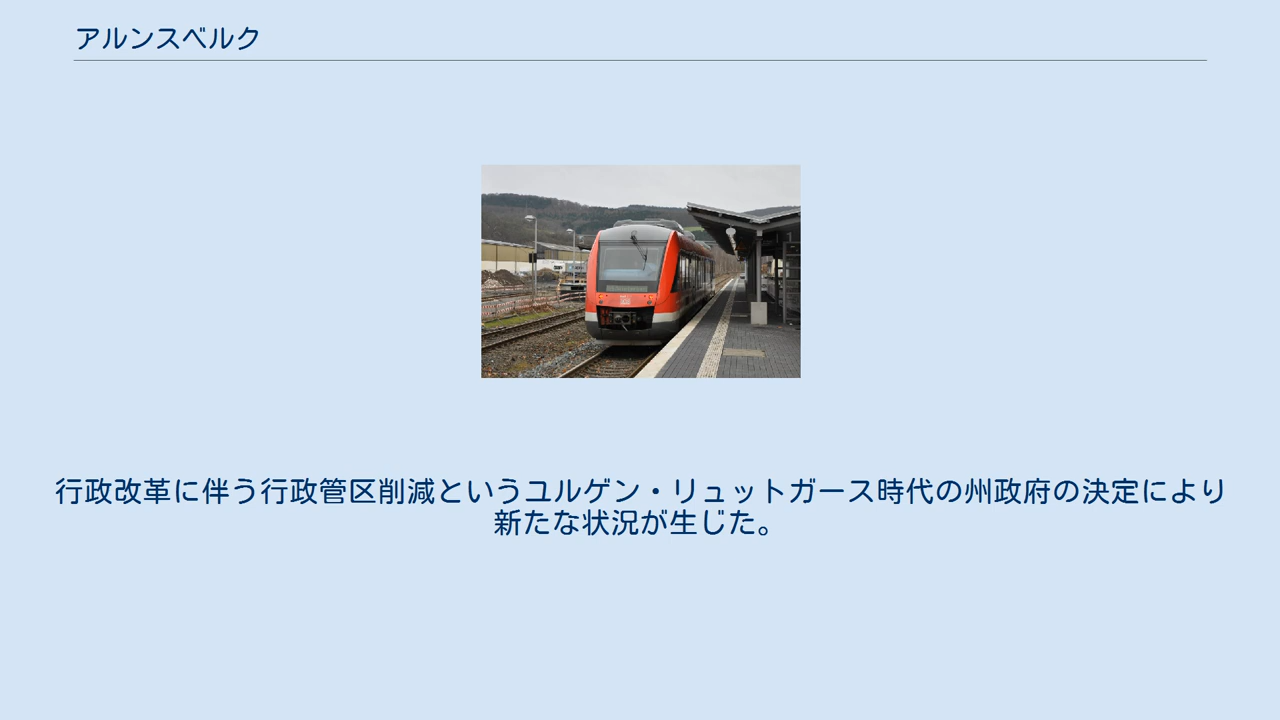 アルンスベルク
行政改革に伴う行政管区削減というユルゲン・リュットガース時代の州政府の決定により
新たな状況が生じた。